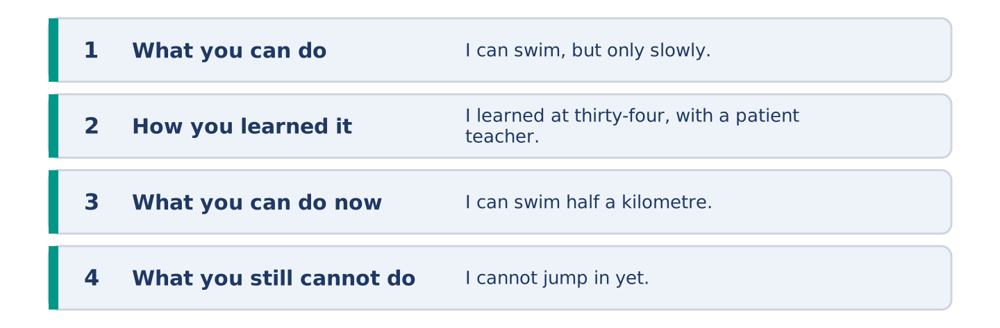 1 What you can do I can swim, but only slowly.
2 How you learned it I learned at thirty-four, with a patient
teacher.
3 What you can do now I can swim half a kilometre.
4 What you still cannot do I cannot jump in yet.